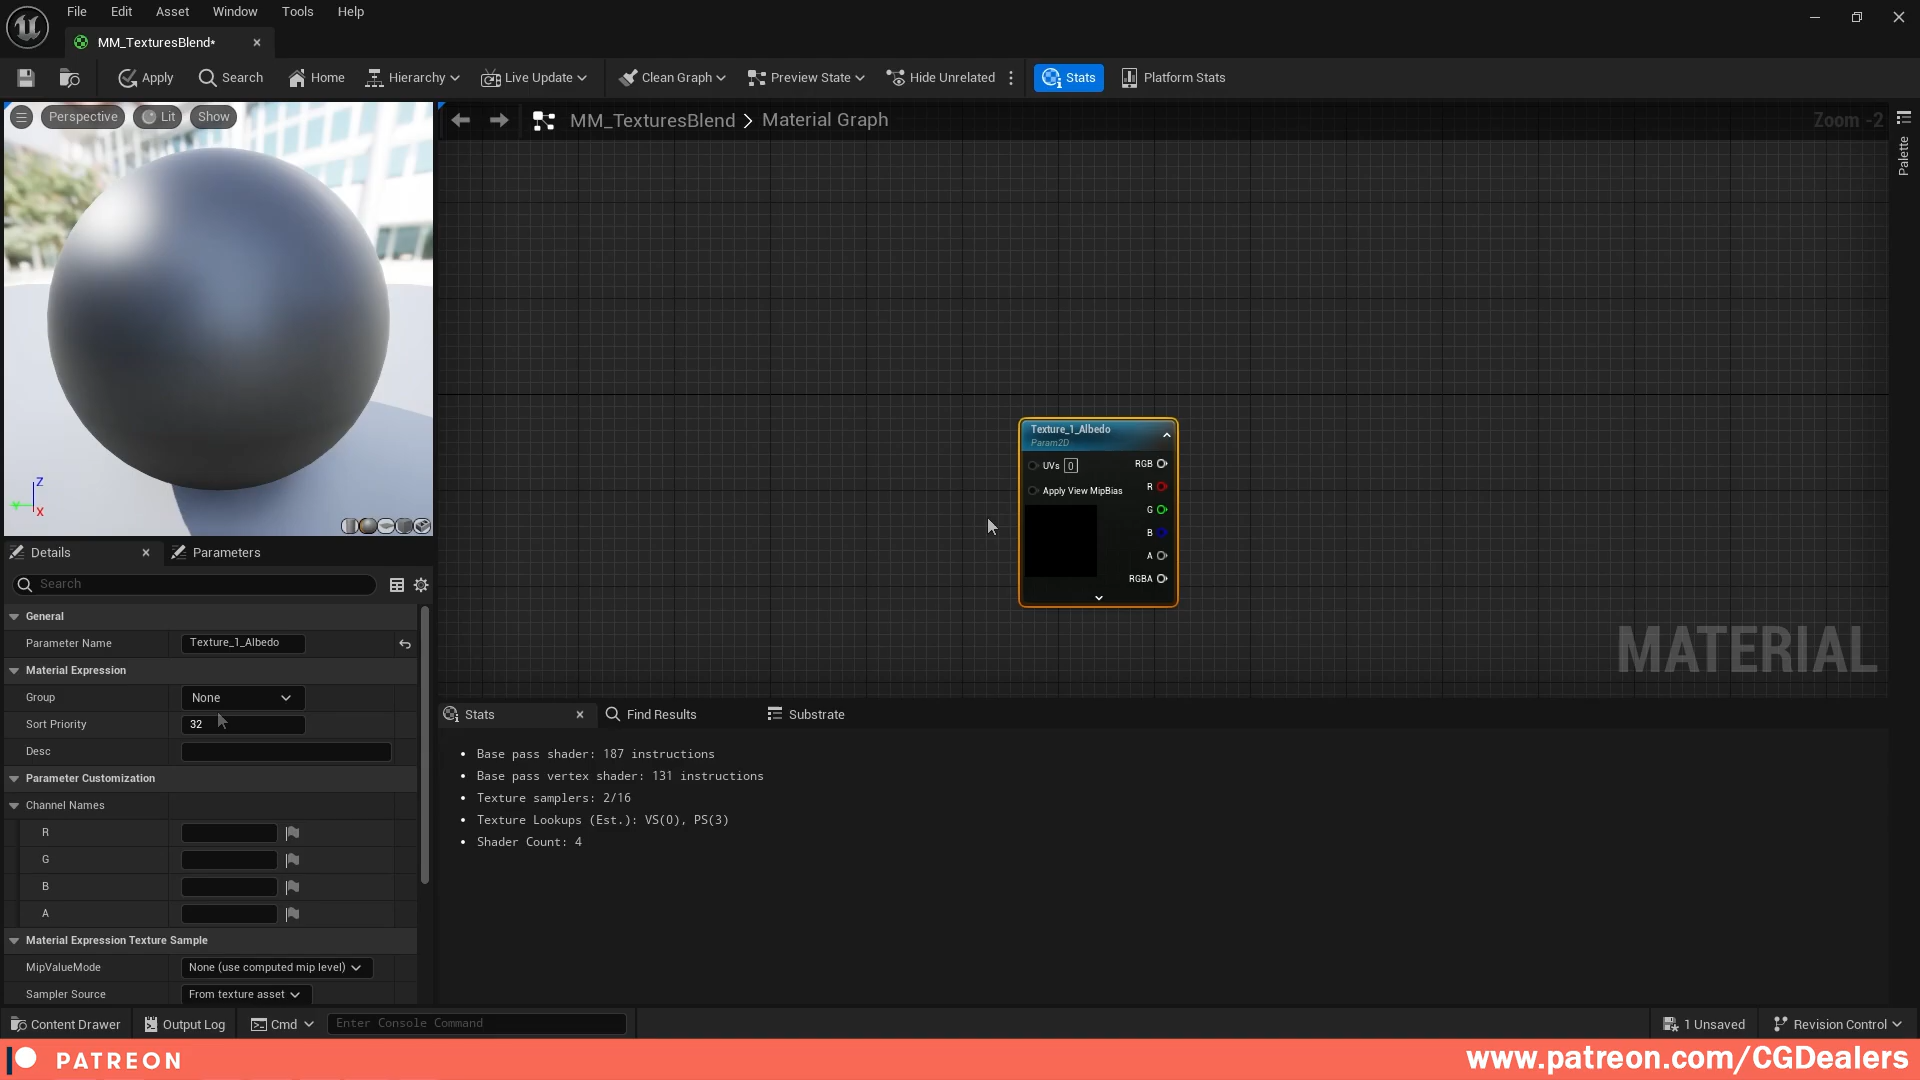 File Edit Asset Window Tools Help
MM_TexturesBlend*
Apply Search Home Hierarchy Live Update Clean Graph Preview State Hide Unrelated Stats Platform Stats
Perspective Lit Show
MM_TexturesBlend > Material Graph
Zoom -2
Palette
Texture_1_Albedo
Param2D
UVs 0 RGB
R
Apply View MipBias
G
B
A
RGBA
MATERIAL
Z
Y
X
Details Parameters
Search
General
Parameter Name Texture_1_Albedo
Material Expression
Group None
Sort Priority 32
Desc
Parameter Customization
Channel Names
R
G
B
A
Material Expression Texture Sample
MipValueMode None (use computed mip level)
Sampler Source From texture asset
Stats Find Results Substrate
• Base pass shader: 187 instructions
• Base pass vertex shader: 131 instructions
• Texture samplers: 2/16
• Texture Lookups (Est.): VS(0), PS(3)
• Shader Count: 4
Content Drawer Output Log Cmd Enter Console Command 1 Unsaved Revision Control
PATREON www.patreon.com/CGDealers